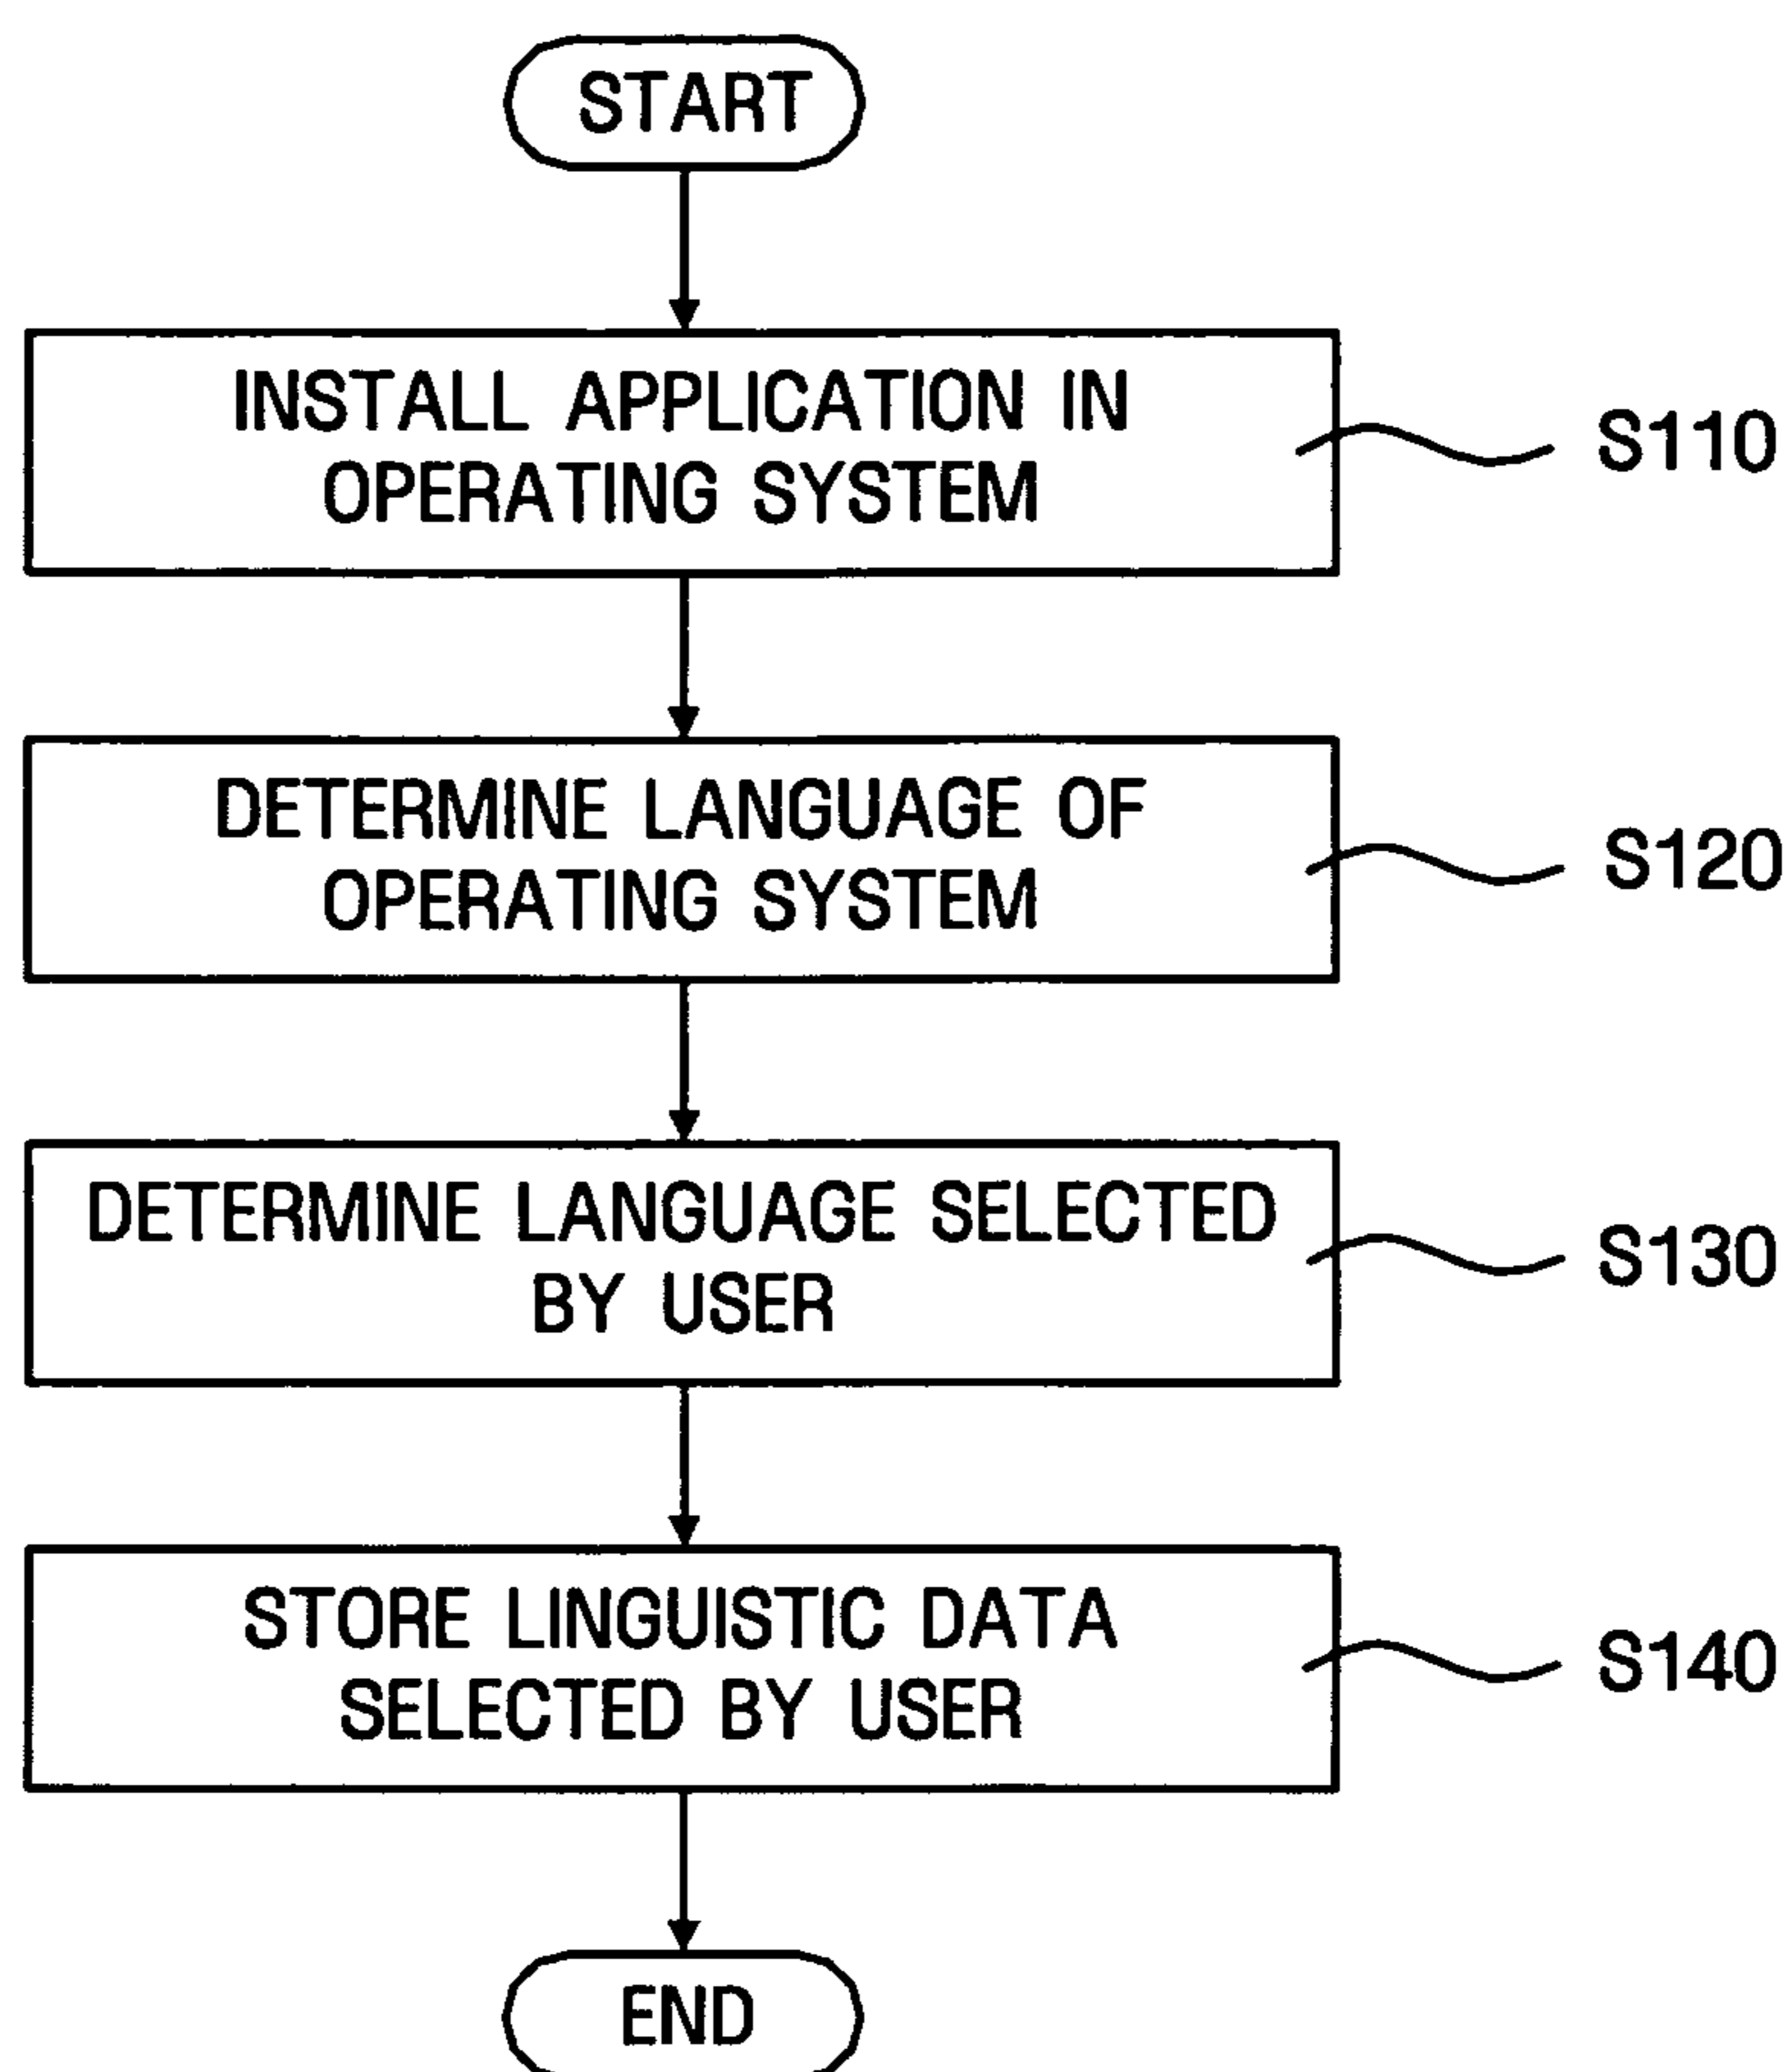 START
INSTALL APPLICATION IN
OPERATING SYSTEM
S110
DETERMINE LANGUAGE OF
OPERATING SYSTEM
S120
DETERMINE LANGUAGE SELECTED
BY USER
S130
STORE LINGUISTIC DATA
SELECTED BY USER
S140
END